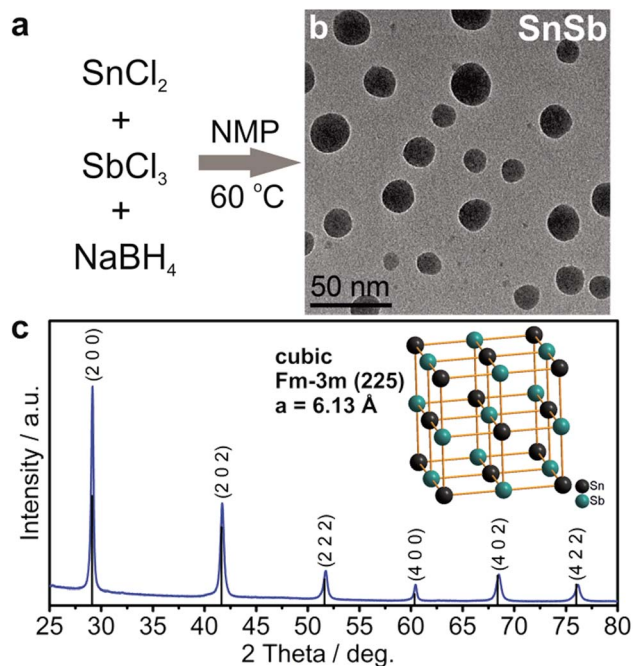 a
SnCl₂
+
SbCl₃
+
NaBH₄
NMP
60 °C
b
SnSb
50 nm
c
cubic
Fm-3m (225)
a = 6.13 Å
Sn
Sb
(2 0 0)
(2 0 2)
(2 2 2)
(4 0 0)
(4 0 2)
(4 2 2)
Intensity / a.u.
25 30 35 40 45 50 55 60 65 70 75 80
2 Theta / deg.